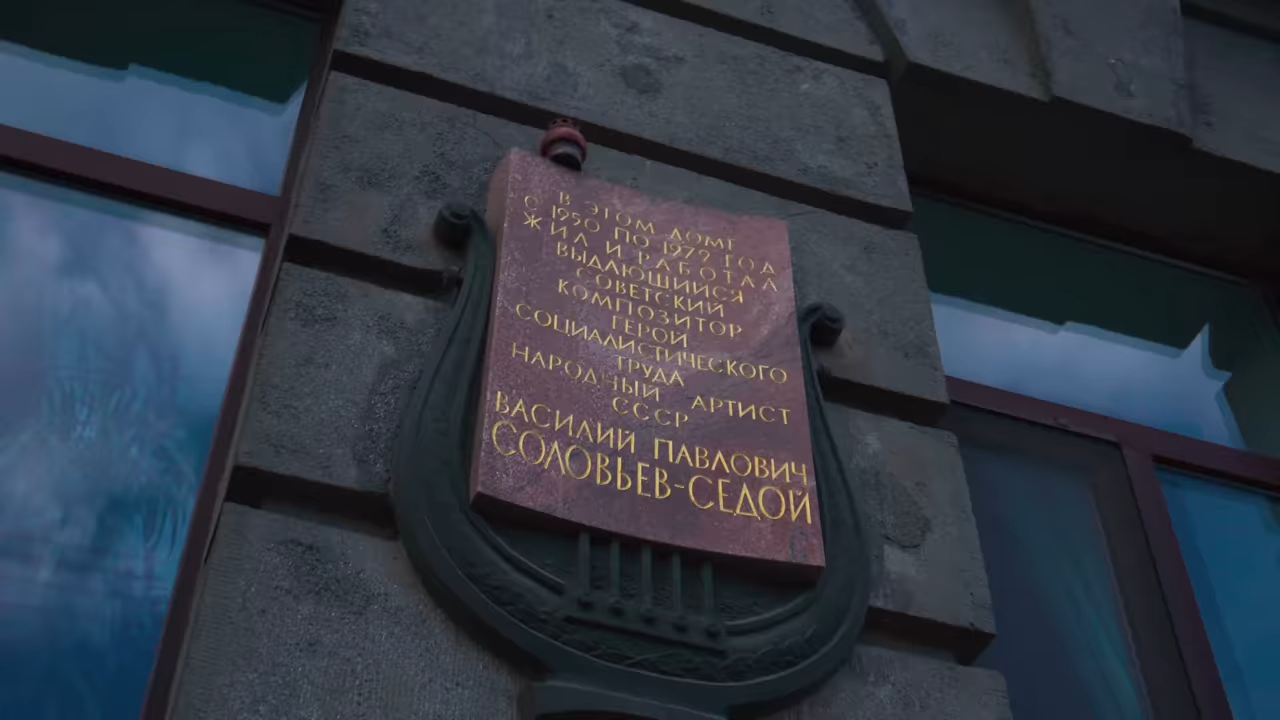 В ЭТОМ ДОМЕ
С 1950 ПО 1979 ГОД
ЖИЛ И РАБОТАЛ
ВЫДАЮЩИЙСЯ
СОВЕТСКИЙ
КОМПОЗИТОР
ГЕРОЙ
СОЦИАЛИСТИЧЕСКОГО
ТРУДА
НАРОДНЫЙ АРТИСТ
СССР
ВАСИЛИЙ ПАВЛОВИЧ
СОЛОВЬЕВ-СЕДОЙ